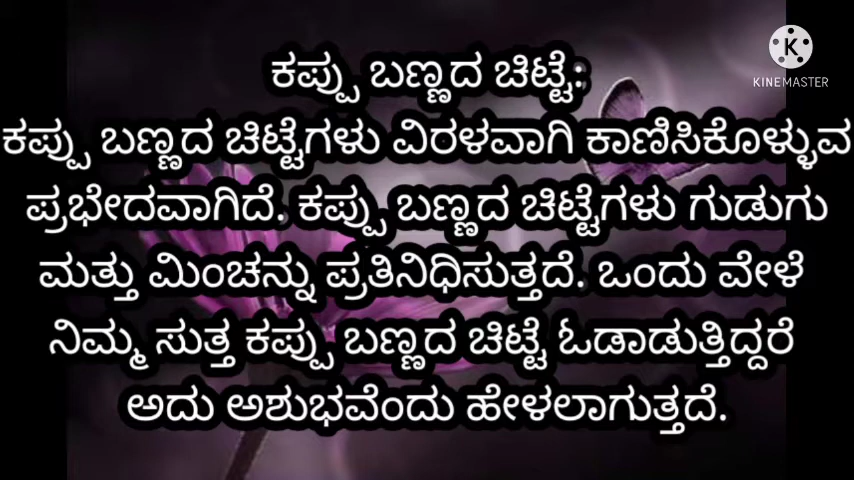 KINEMASTER
ಕಪ್ಪು ಬಣ್ಣದ ಚಿಟ್ಟೆ:
ಕಪ್ಪು ಬಣ್ಣದ ಚಿಟ್ಟೆಗಳು ವಿರಳವಾಗಿ ಕಾಣಿಸಿಕೊಳ್ಳುವ
ಪ್ರಭೇದವಾಗಿದೆ. ಕಪ್ಪು ಬಣ್ಣದ ಚಿಟ್ಟೆಗಳು ಗುಡುಗು
ಮತ್ತು ಮಿಂಚನ್ನು ಪ್ರತಿನಿಧಿಸುತ್ತದೆ. ಒಂದು ವೇಳೆ
ನಿಮ್ಮ ಸುತ್ತ ಕಪ್ಪು ಬಣ್ಣದ ಚಿಟ್ಟೆ ಓಡಾಡುತ್ತಿದ್ದರೆ
ಅದು ಅಶುಭವೆಂದು ಹೇಳಲಾಗುತ್ತದೆ.